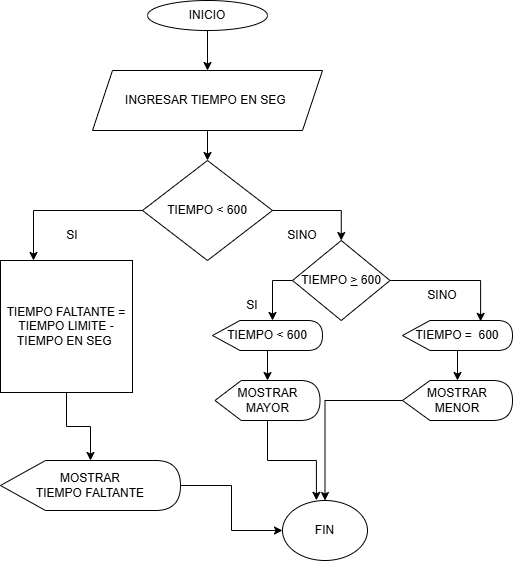 INICIO
INGRESAR TIEMPO EN SEG
TIEMPO < 600
SI
SINO
TIEMPO FALTANTE =
TIEMPO LIMITE -
TIEMPO EN SEG
TIEMPO ≥ 600
SI
SINO
TIEMPO < 600
TIEMPO = 600
MOSTRAR
MAYOR
MOSTRAR
MENOR
MOSTRAR
TIEMPO FALTANTE
FIN